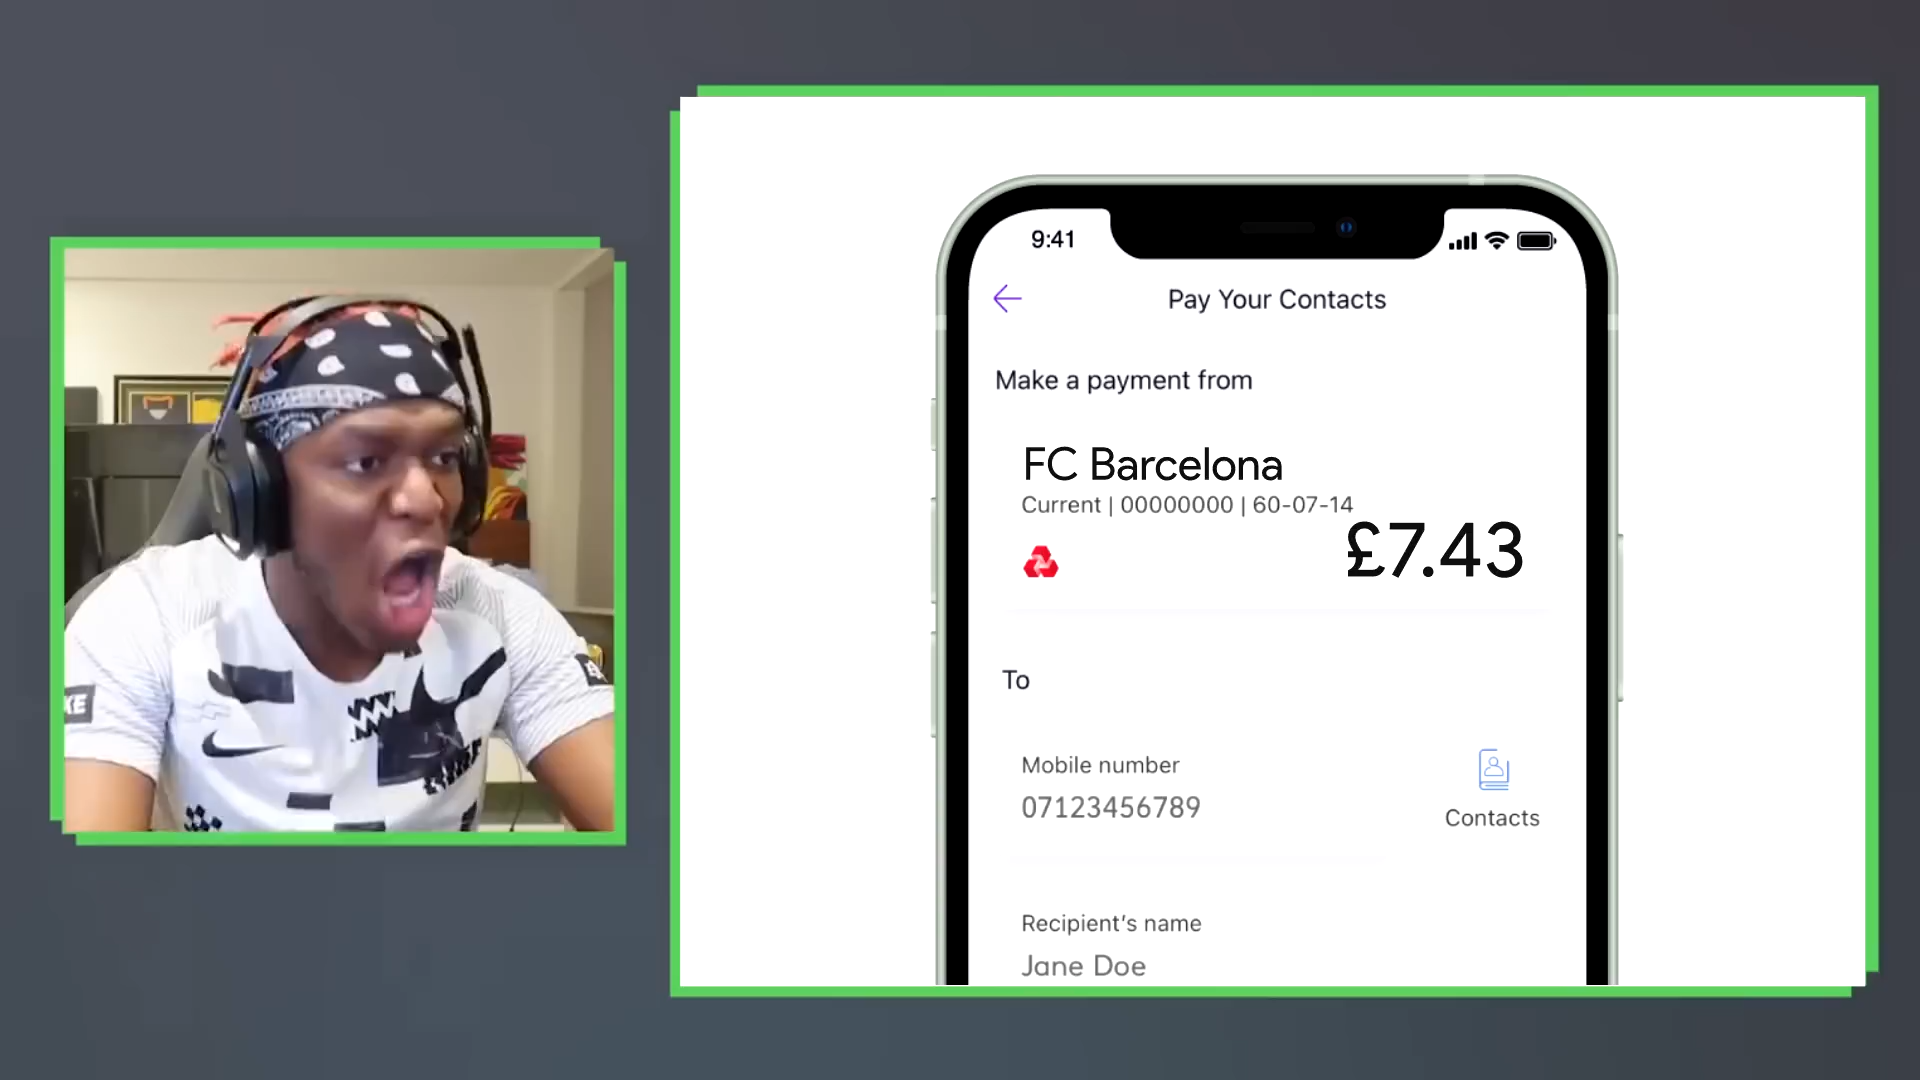 9:41
Pay Your Contacts
Make a payment from
FC Barcelona
Current | 00000000 | 60-07-14
£7.43
To
Mobile number
07123456789
Contacts
Recipient's name
Jane Doe
KE